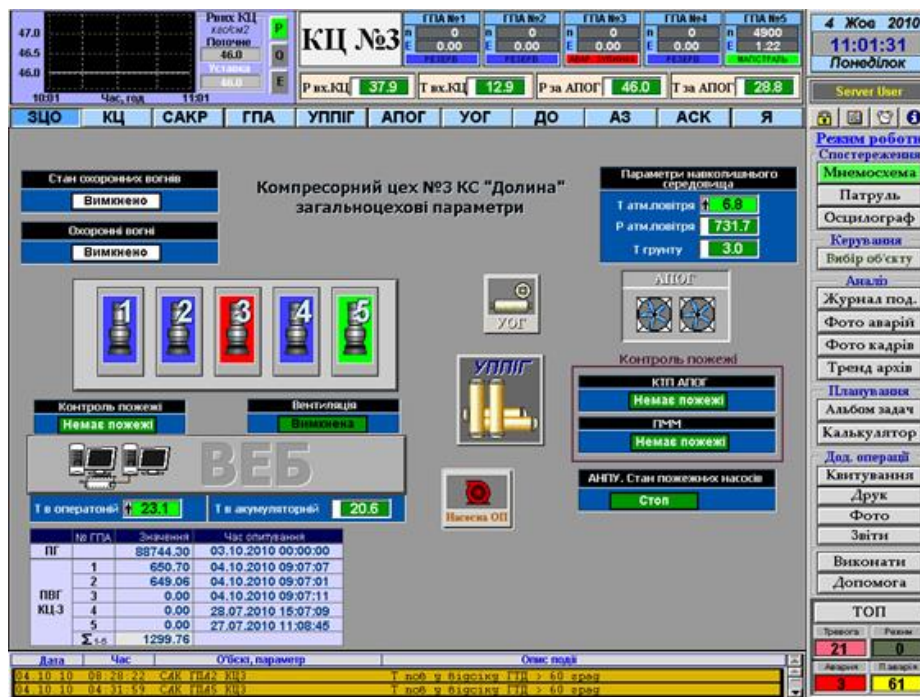 Рвих КЦ
кгс/см2
Поточне
46.0
Уставка
47.0
46.5
46.0
10:01 Час, год 11:01
Р
О
Е
КЦ №3
ГПА №1 ГПА №2 ГПА №3 ГПА №4 ГПА №5
n 0 n 0 n 0 n 0 n 4900
E 0.00 E 0.00 E 0.00 E 0.00 E 1.22
РЕЗЕРВ РЕЗЕРВ РЕЗЕРВ МАГІСТРАЛЬ
Р вх.КЦ 37.9 Т вх.КЦ 12.9 Р за АПОГ 46.0 Т за АПОГ 28.8
4 Жов 2010
11:01:31
Понеділок
Server User
ЗЦО КЦ САКР ГПА УППІГ АПОГ УОГ ДО АЗ АСК Я
Стан охоронних вогнів
Вимкнено
Охоронні вогні
Вимкнено
Компресорний цех №3 КС "Долина"
загальноцехові параметри
Параметри навколишнього
середовища
Т атм.повітря 6.8
Р атм.повітря 731.7
Т грунту 3.0
1 2 3 4 5
УОГ
АПОГ
УППІГ
Контроль пожежі
КТП АПОГ
Немає пожежі
ПММ
Немає пожежі
Контроль пожежі
Немає пожежі
Вентиляція
Вимкнена
ВЕБ
АНПУ. Стан пожежних насосів
Стоп
Насосна ОП
Т в операторній 23.1 Т в акумуляторній 20.6
№ ГПА Значення Час опитування
ПГ 88744.30 03.10.2010 00:00:00
ПВГ
КЦ-3
1 650.70 04.10.2010 09:07:07
2 649.06 04.10.2010 09:07:01
3 0.00 04.10.2010 09:07:11
4 0.00 28.07.2010 15:07:09
5 0.00 27.07.2010 11:08:45
Σ1-5 1299.76
Дата Час Об'єкт, параметр Опис події
04.10.10 08:28:22 САК ГПА2 КЦ3 Т пов у відсіку ГТД > 60 град
04.10.10 04:31:59 САК ГПА5 КЦ3 Т пов у відсіку ГТД > 60 град
Режим роботи
Спостереження
Мнемосхема
Патруль
Осцилограф
Керування
Вибір об'єкту
Аналіз
Журнал под.
Фото аварій
Фото кадрів
Тренд архів
Планування
Альбом задач
Калькулятор
Дод. операції
Квитування
Друк
Фото
Звіти
Виконати
Допомога
ТОП
Тревога Режим
21 0
Авария П.аварія
3 61